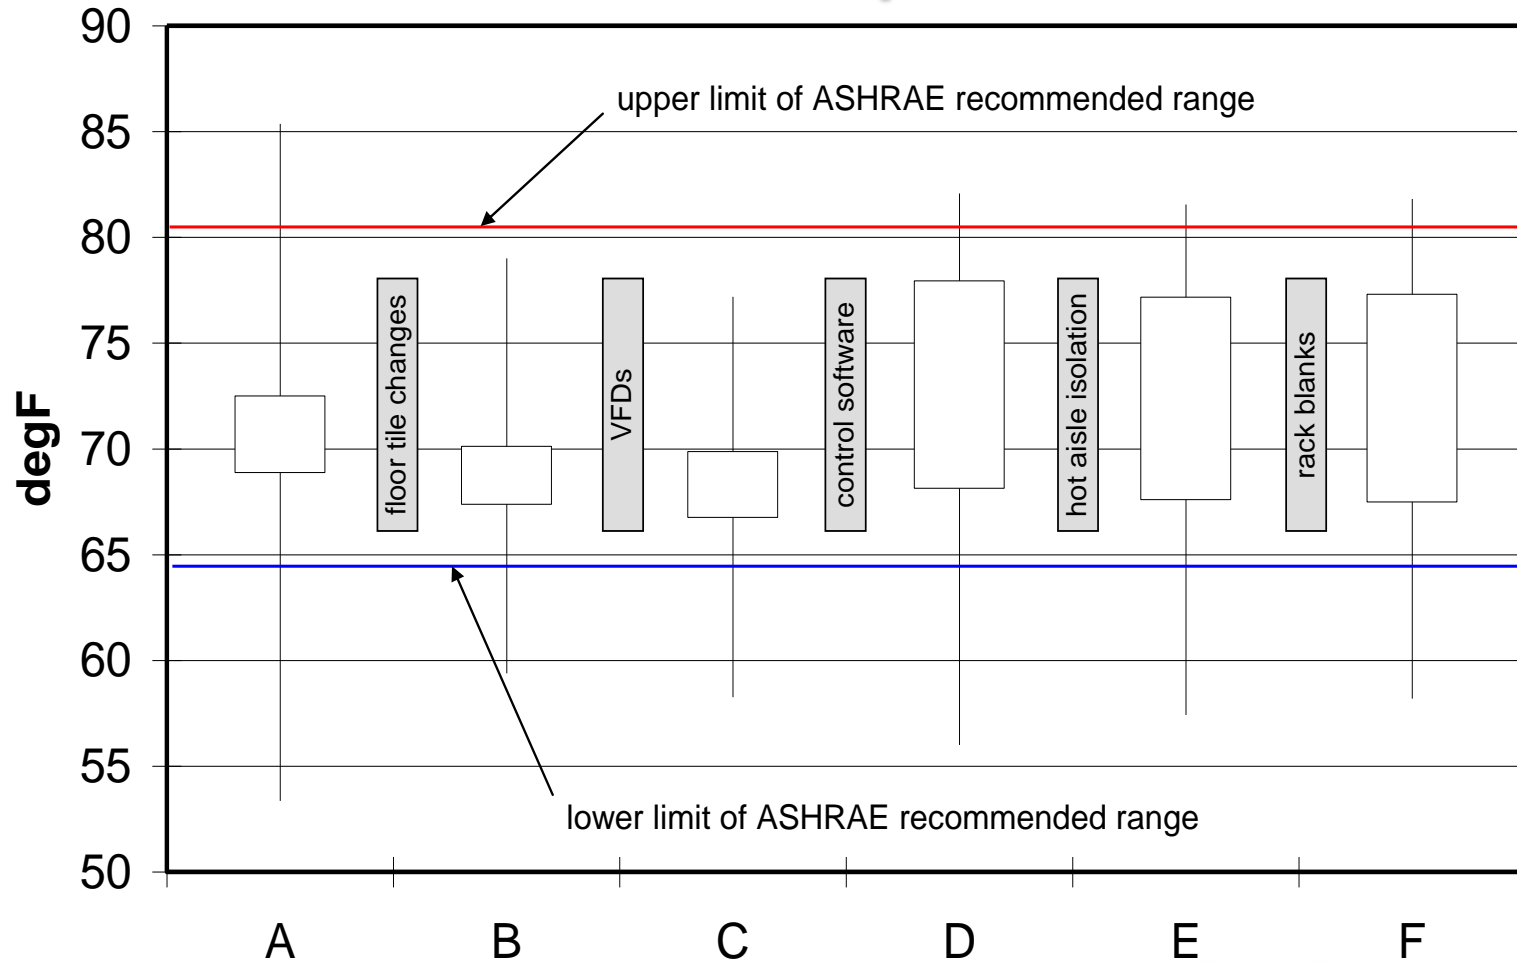 90
85
80
75
70
65
60
55
50
degF
upper limit of ASHRAE recommended range
floor tile changes
VFDs
control software
hot aisle isolation
rack blanks
lower limit of ASHRAE recommended range
A B C D E F